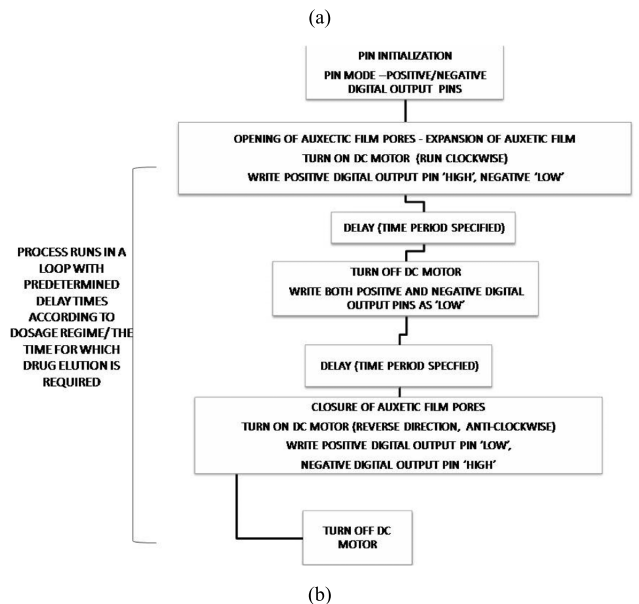 (a)
PIN INITIALIZATION
PIN MODE –POSITIVE/NEGATIVE
DIGITAL OUTPUT PINS
OPENING OF AUXECTIC FILM PORES - EXPANSION OF AUXETIC FILM
TURN ON DC MOTOR (RUN CLOCKWISE)
WRITE POSITIVE DIGITAL OUTPUT PIN 'HIGH', NEGATIVE 'LOW'
DELAY (TIME PERIOD SPECIFIED)
TURN OFF DC MOTOR
WRITE BOTH POSITIVE AND NEGATIVE DIGITAL
OUTPUT PINS AS 'LOW'
DELAY (TIME PERIOD SPECFIED)
CLOSURE OF AUXETIC FILM PORES
TURN ON DC MOTOR (REVERSE DIRECTION, ANTI-CLOCKWISE)
WRITE POSITIVE DIGITAL OUTPUT PIN 'LOW',
NEGATIVE DIGITAL OUTPUT PIN 'HIGH'
TURN OFF DC
MOTOR
PROCESS RUNS IN A
LOOP WITH
PREDETERMINED
DELAY TIMES
ACCORDING TO
DOSAGE REGIME/ THE
TIME FOR WHICH
DRUG ELUTION IS
REQUIRED
(b)